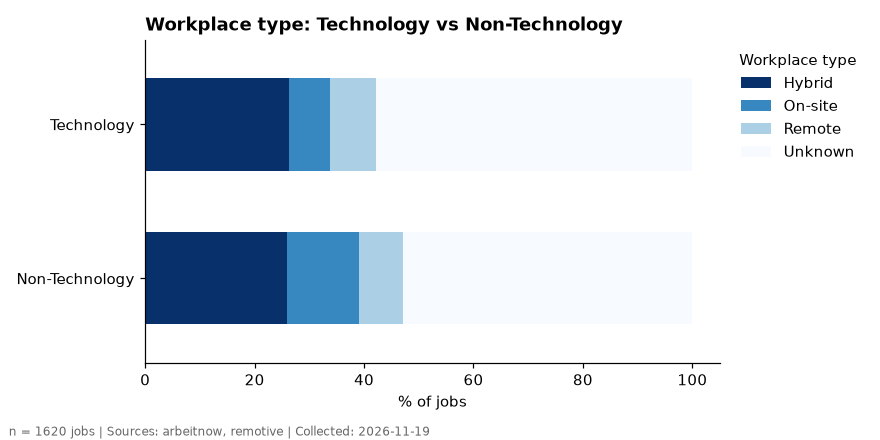 Workplace type: Technology vs Non-Technology
Workplace type
Hybrid
On-site
Remote
Unknown
Technology
Non-Technology
0 20 40 60 80 100
% of jobs
n = 1620 jobs | Sources: arbeitnow, remotive | Collected: 2026-11-19